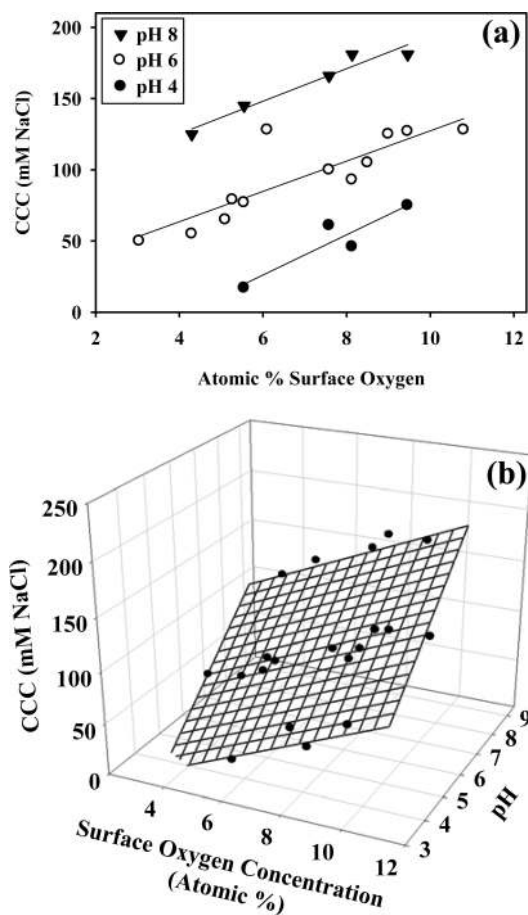 (a)
pH 8
pH 6
pH 4
200
150
100
50
0
CCC (mM NaCl)
2 4 6 8 10 12
Atomic % Surface Oxygen
(b)
250
200
150
100
50
0
CCC (mM NaCl)
4 6 8 10 12
Surface Oxygen Concentration
(Atomic %)
9
8
7
6
5
4
3
pH